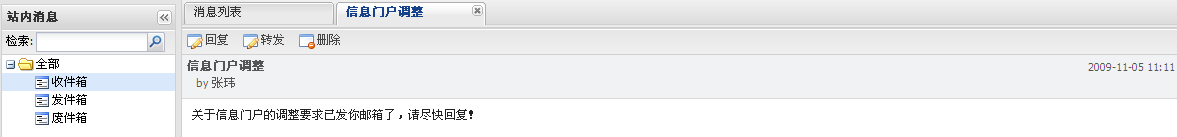 站内消息
检索:
全部
收件箱
发件箱
废件箱
消息列表
信息门户调整
回复
转发
删除
信息门户调整
2009-11-05 11:11
by 张玮
关于信息门户的调整要求已发你邮箱了，请尽快回复!